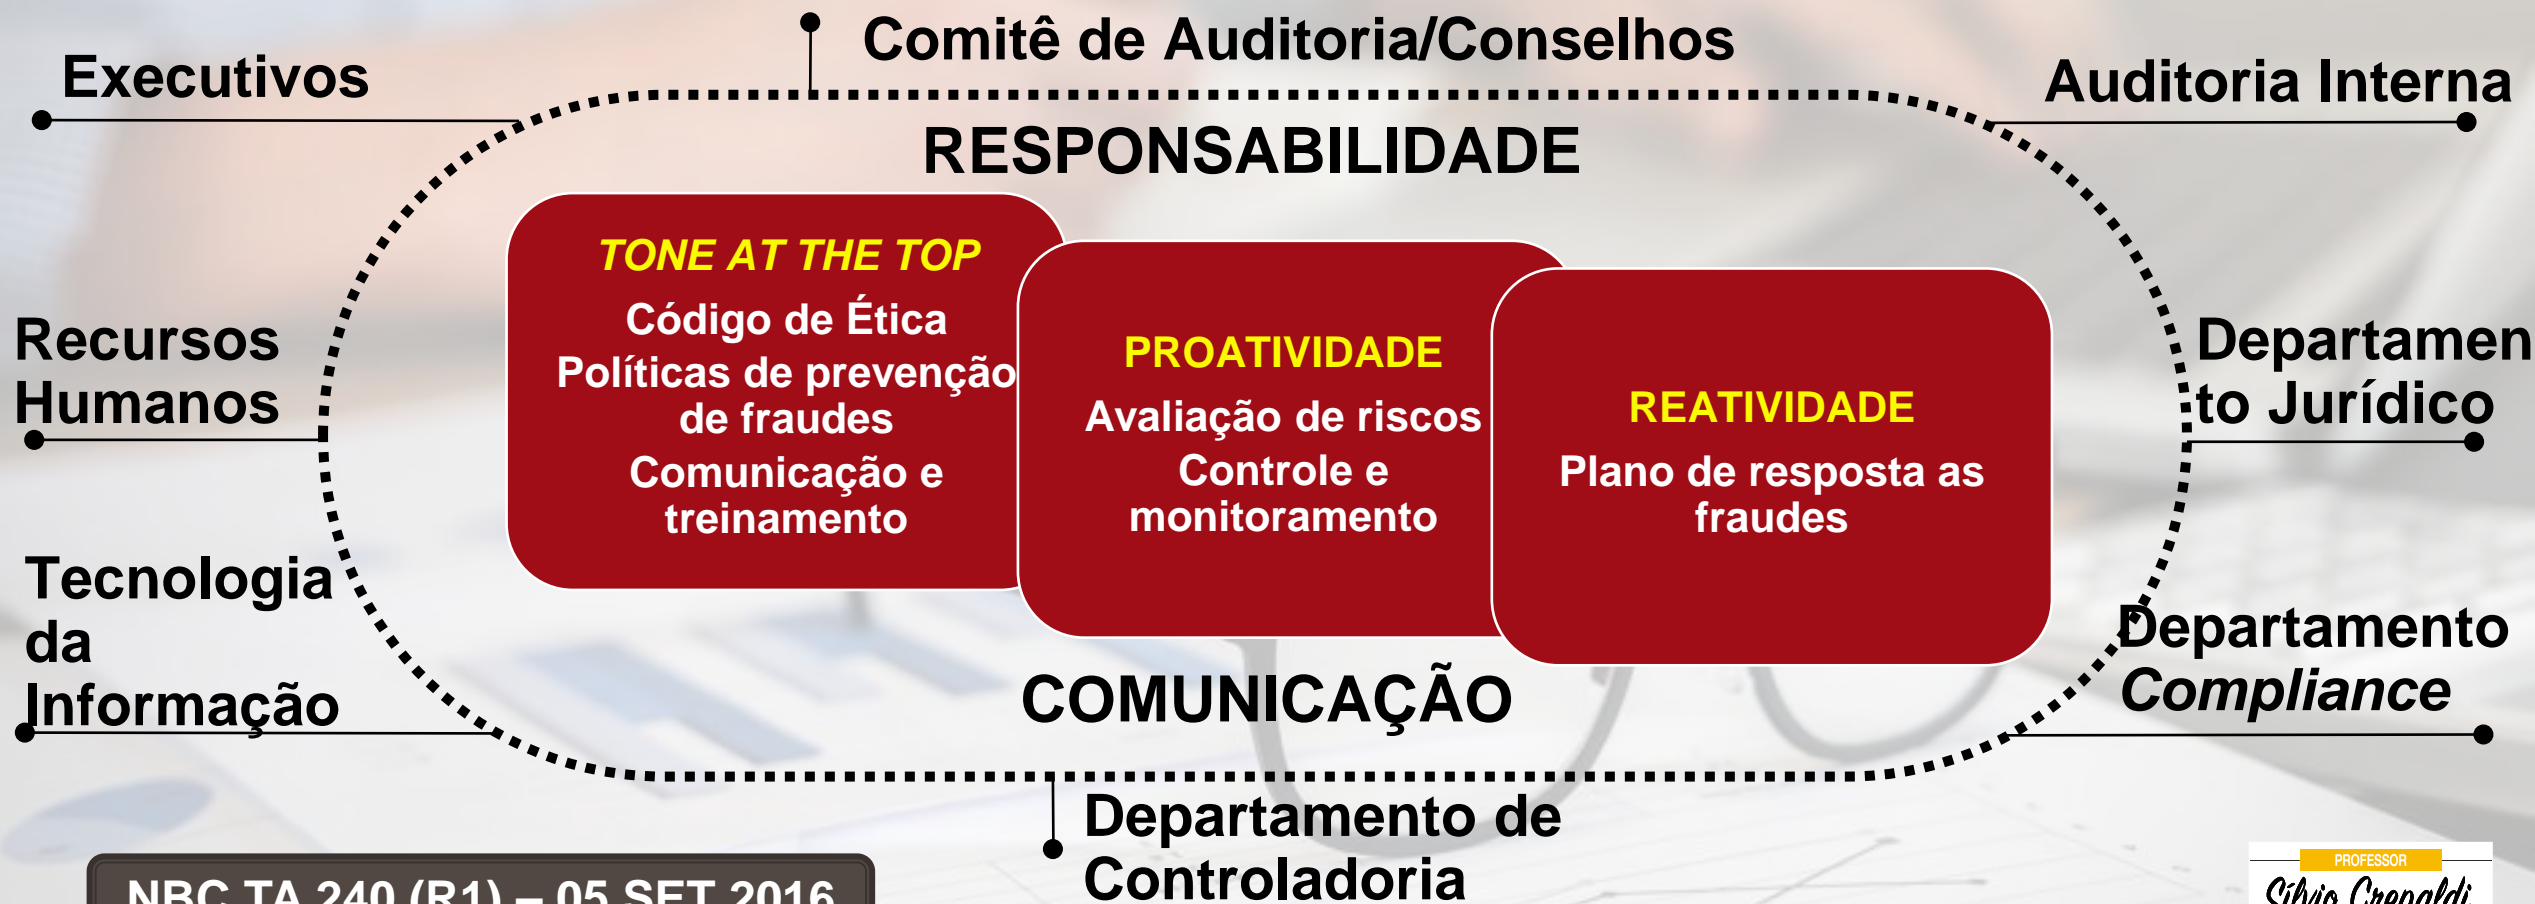 Comitê de Auditoria/Conselhos
Executivos
Auditoria Interna
RESPONSABILIDADE
TONE AT THE TOP
Código de Ética
Políticas de prevenção
de fraudes
Comunicação e
treinamento
PROATIVIDADE
Avaliação de riscos
Controle e
monitoramento
REATIVIDADE
Plano de resposta as
fraudes
Recursos
Humanos
Departamen
to Jurídico
Tecnologia
da
Informação
Departamento
Compliance
COMUNICAÇÃO
Departamento de
Controladoria
NBC TA 240 (R1) – 05 SET 2016
PROFESSOR
Sílvio Crepaldi